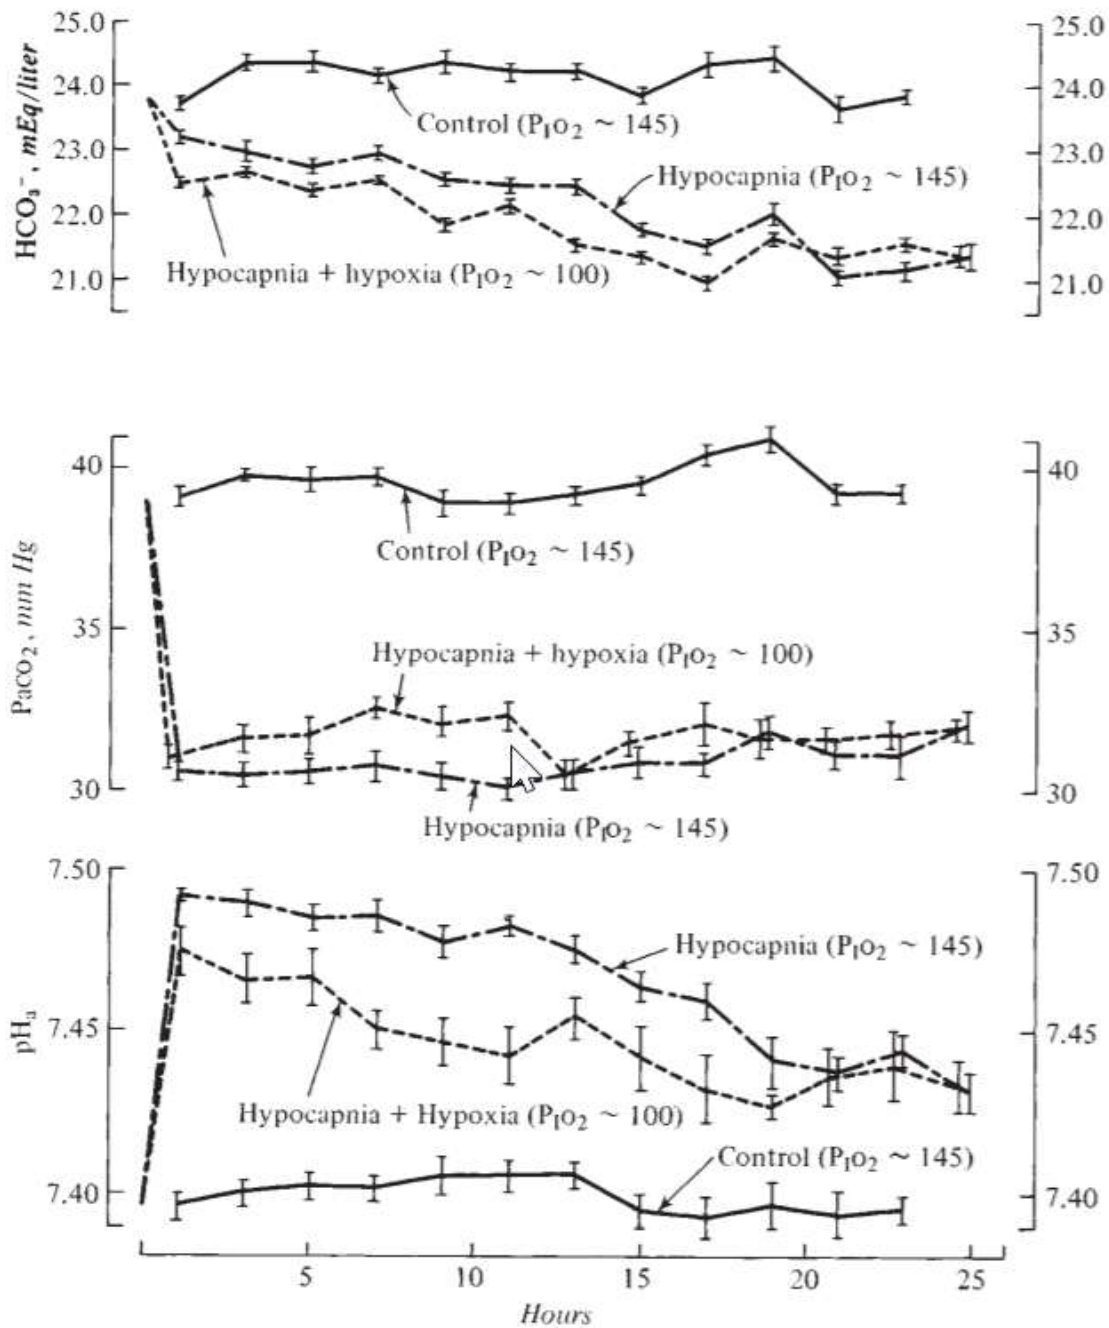 HCO₃⁻, mEq/liter
25.0
24.0
23.0
22.0
21.0
25.0
24.0
23.0
22.0
21.0
Control (PIO₂ ~ 145)
Hypocapnia (PIO₂ ~ 145)
Hypocapnia + hypoxia (PIO₂ ~ 100)
Paco₂, mm Hg
40
35
30
40
35
30
Control (PIO₂ ~ 145)
Hypocapnia + hypoxia (PIO₂ ~ 100)
Hypocapnia (PIO₂ ~ 145)
pHₐ
7.50
7.45
7.40
7.50
7.45
7.40
Hypocapnia (PIO₂ ~ 145)
Hypocapnia + Hypoxia (PIO₂ ~ 100)
Control (PIO₂ ~ 145)
5 10 15 20 25
Hours